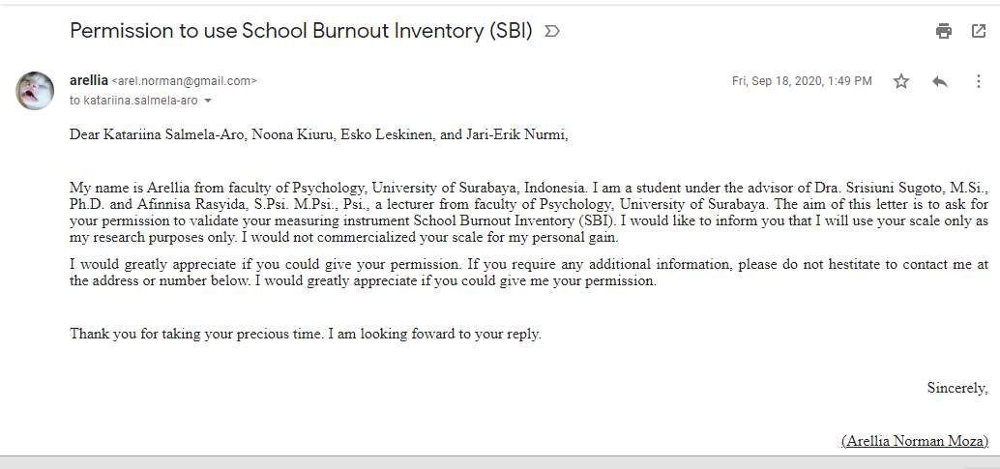 Permission to use School Burnout Inventory (SBI)
arellia <arel.norman@gmail.com>
Fri, Sep 18, 2020, 1:49 PM
to katariina.salmela-aro
Dear Katariina Salmela-Aro, Noona Kiuru, Esko Leskinen, and Jari-Erik Nurmi,
My name is Arellia from faculty of Psychology, University of Surabaya, Indonesia. I am a student under the advisor of Dra. Srisiuni Sugoto, M.Si.,
Ph.D. and Afinnisa Rasyida, S.Psi. M.Psi., Psi., a lecturer from faculty of Psychology, University of Surabaya. The aim of this letter is to ask for
your permission to validate your measuring instrument School Burnout Inventory (SBI). I would like to inform you that I will use your scale only as
my research purposes only. I would not commercialized your scale for my personal gain.
I would greatly appreciate if you could give your permission. If you require any additional information, please do not hestitate to contact me at
the address or number below. I would greatly appreciate if you could give me your permission.
Thank you for taking your precious time. I am looking foward to your reply.
Sincerely,
(Arellia Norman Moza)